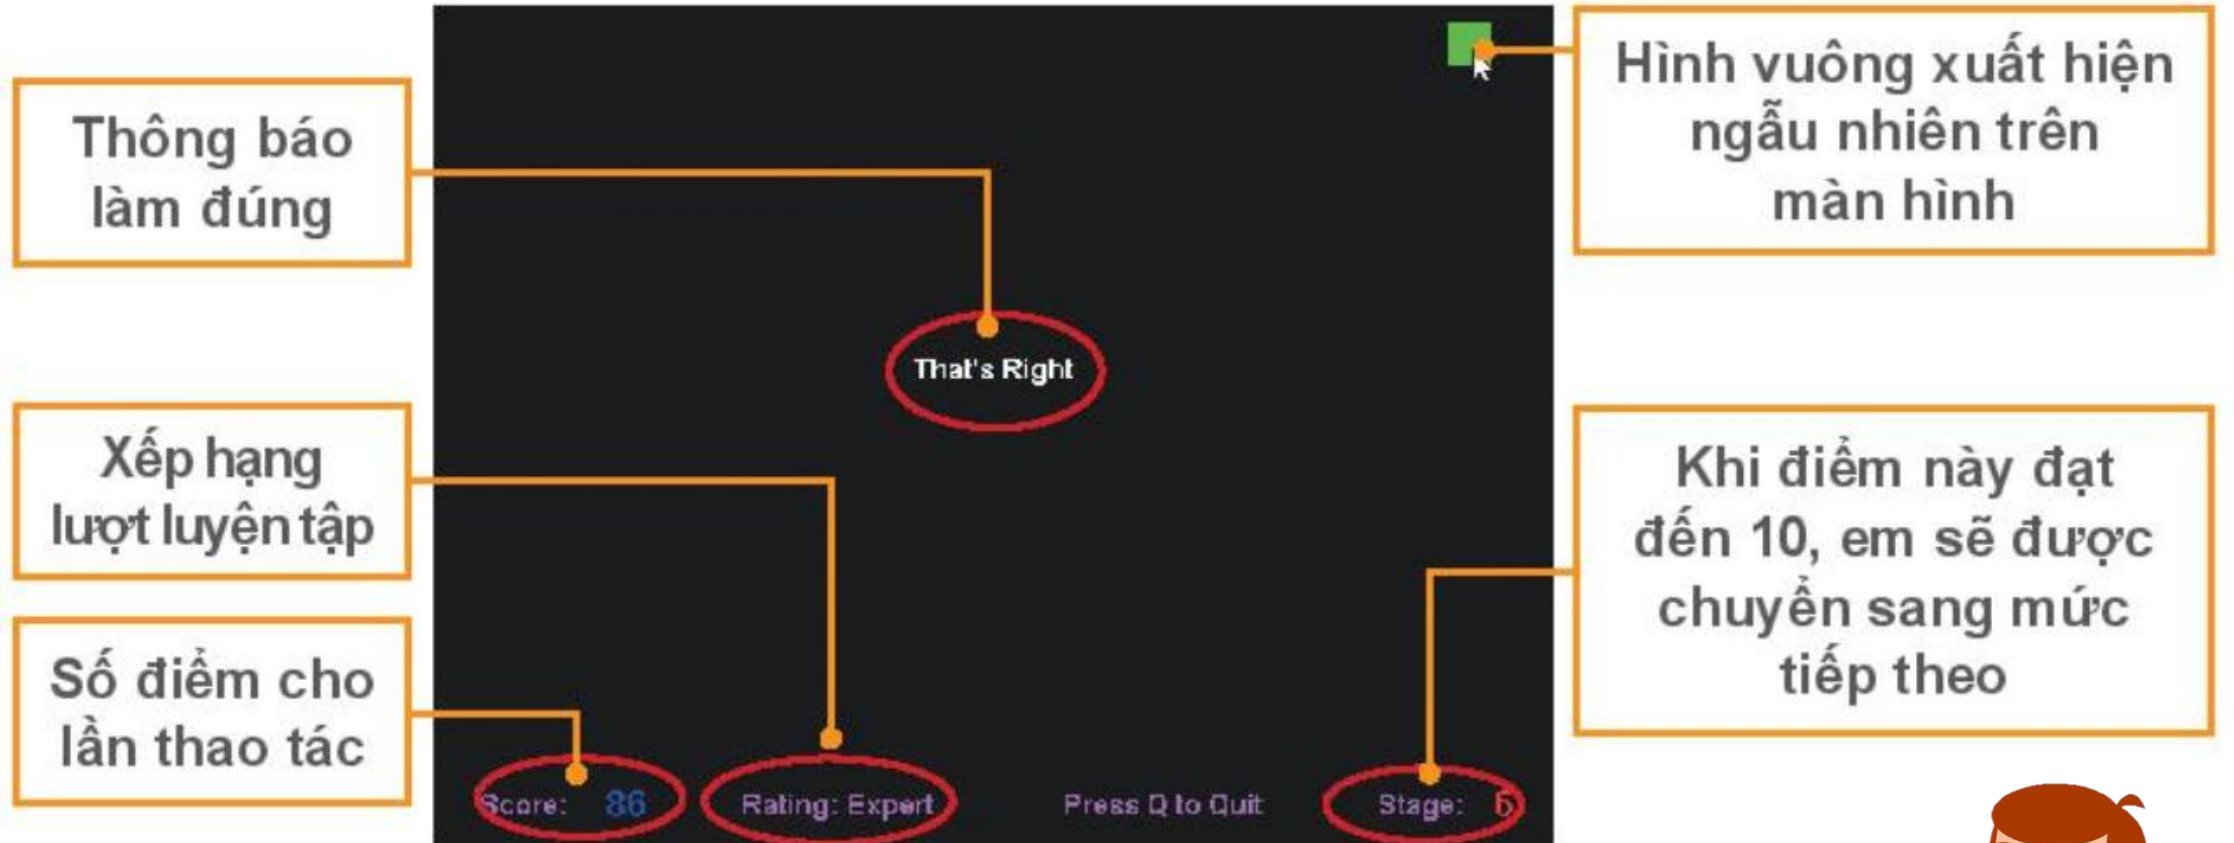 Thông báo
làm đúng
Hình vuông xuất hiện
ngẫu nhiên trên
màn hình
That's Right
Xếp hạng
lượt luyện tập
Khi điểm này đạt
đến 10, em sẽ được
chuyển sang mức
tiếp theo
Số điểm cho
lần thao tác
Score: 86
Rating: Expert
Press Q to Quit
Stage: 5